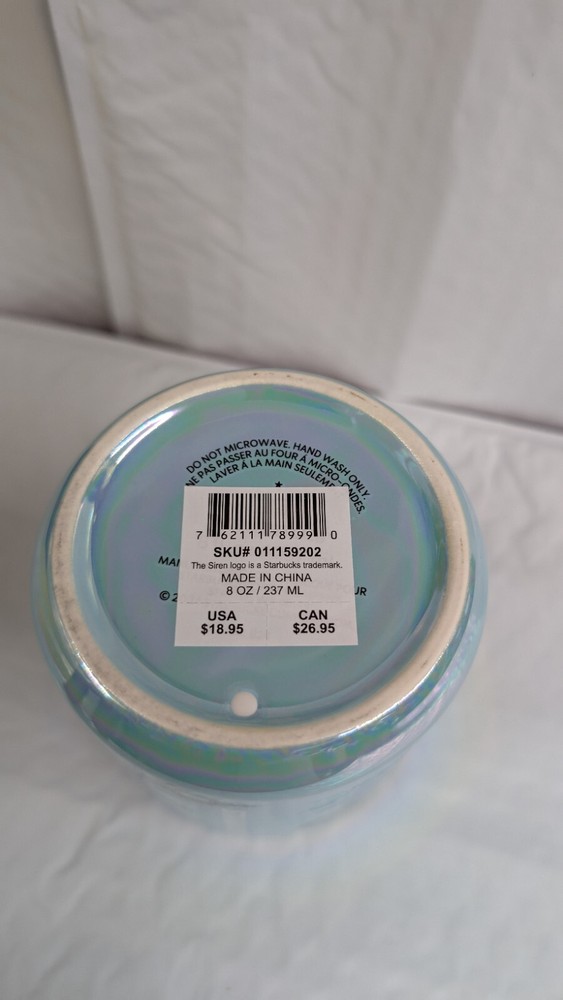 DO NOT MICROWAVE. HAND WASH ONLY.
NE PAS PASSER AU FOUR À MICRO-ONDES.
LAVER À LA MAIN
7 62111 78999 0
SKU# 011159202
The Siren logo is a Starbucks trademark.
MADE IN CHINA
8 OZ / 237 ML
©
USA
$18.95
CAN
$26.95